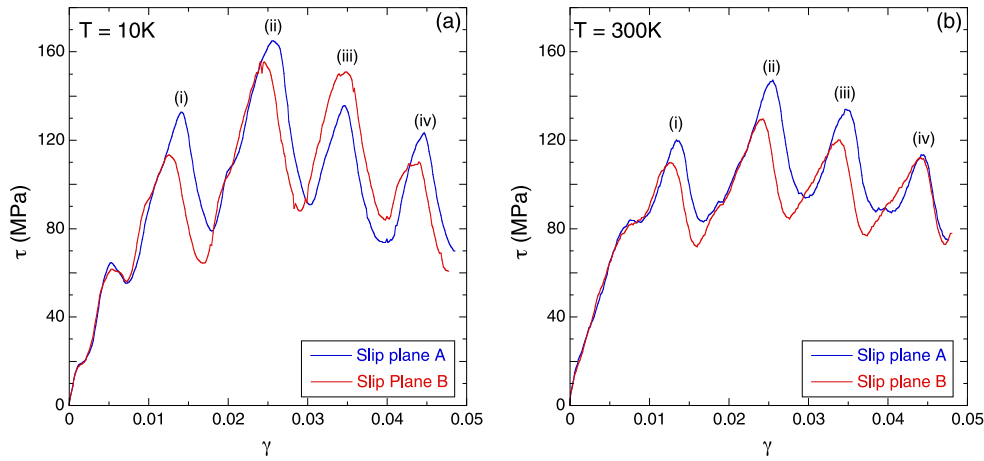 T = 10K
(a)
(i)
(ii)
(iii)
(iv)
160
120
80
40
0
τ (MPa)
0
0.01
0.02
0.03
0.04
0.05
γ
Slip plane A
Slip Plane B
T = 300K
(b)
(i)
(ii)
(iii)
(iv)
160
120
80
40
0
τ (MPa)
0
0.01
0.02
0.03
0.04
0.05
γ
Slip plane A
Slip plane B